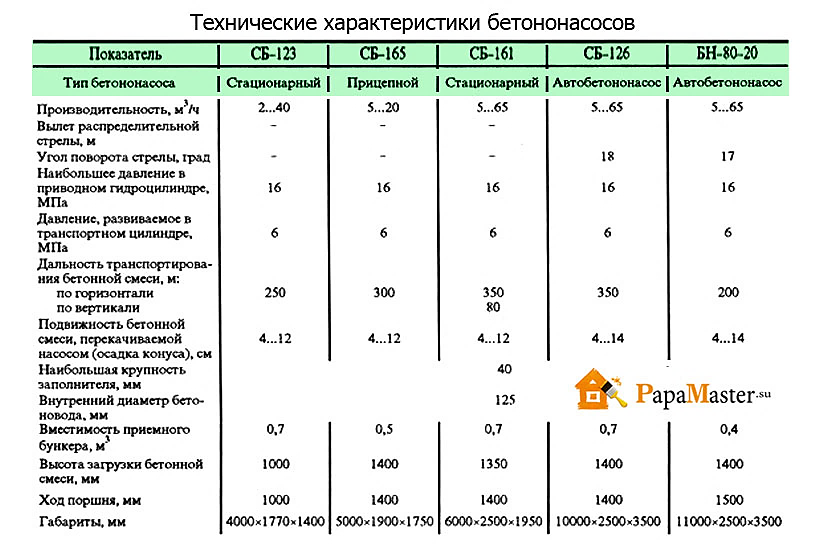 Технические характеристики бетононасосов
Показатель СБ-123 СБ-165 СБ-161 СБ-126 БН-80-20
Тип бетононасоса Стационарный Прицепной Стационарный Автобетононасос Автобетононасос
Производительность, м³/ч 2...40 5...20 5...65 5...65 5...65
Вылет распределительной – – –
стрелы, м
Угол поворота стрелы, град – – – 18 17
Наибольшее давление в
приводном гидроцилиндре, 16 16 16 16 16
МПа
Давление, развиваемое в
транспортном цилиндре, 6 6 6 6 6
МПа
Дальность транспортирова-
ния бетонной смеси, м:
по горизонтали 250 300 350 350 200
по вертикали 80
Подвижность бетонной
смеси, перекачиваемой 4...12 4...12 4...12 4...14 4...14
насосом (осадка конуса), см
Наибольшая крупность 40
заполнителя, мм
Внутренний диаметр бето- 125
новода, мм
PapaMaster.su
Вместимость приемного 0,7 0,5 0,7 0,7 0,4
бункера, м³
Высота загрузки бетонной 1000 1400 1350 1400 1400
смеси, мм
Ход поршня, мм 1000 1400 1400 1400 1500
Габариты, мм 4000×1770×1400 5000×1900×1750 6000×2500×1950 10000×2500×3500 11000×2500×3500